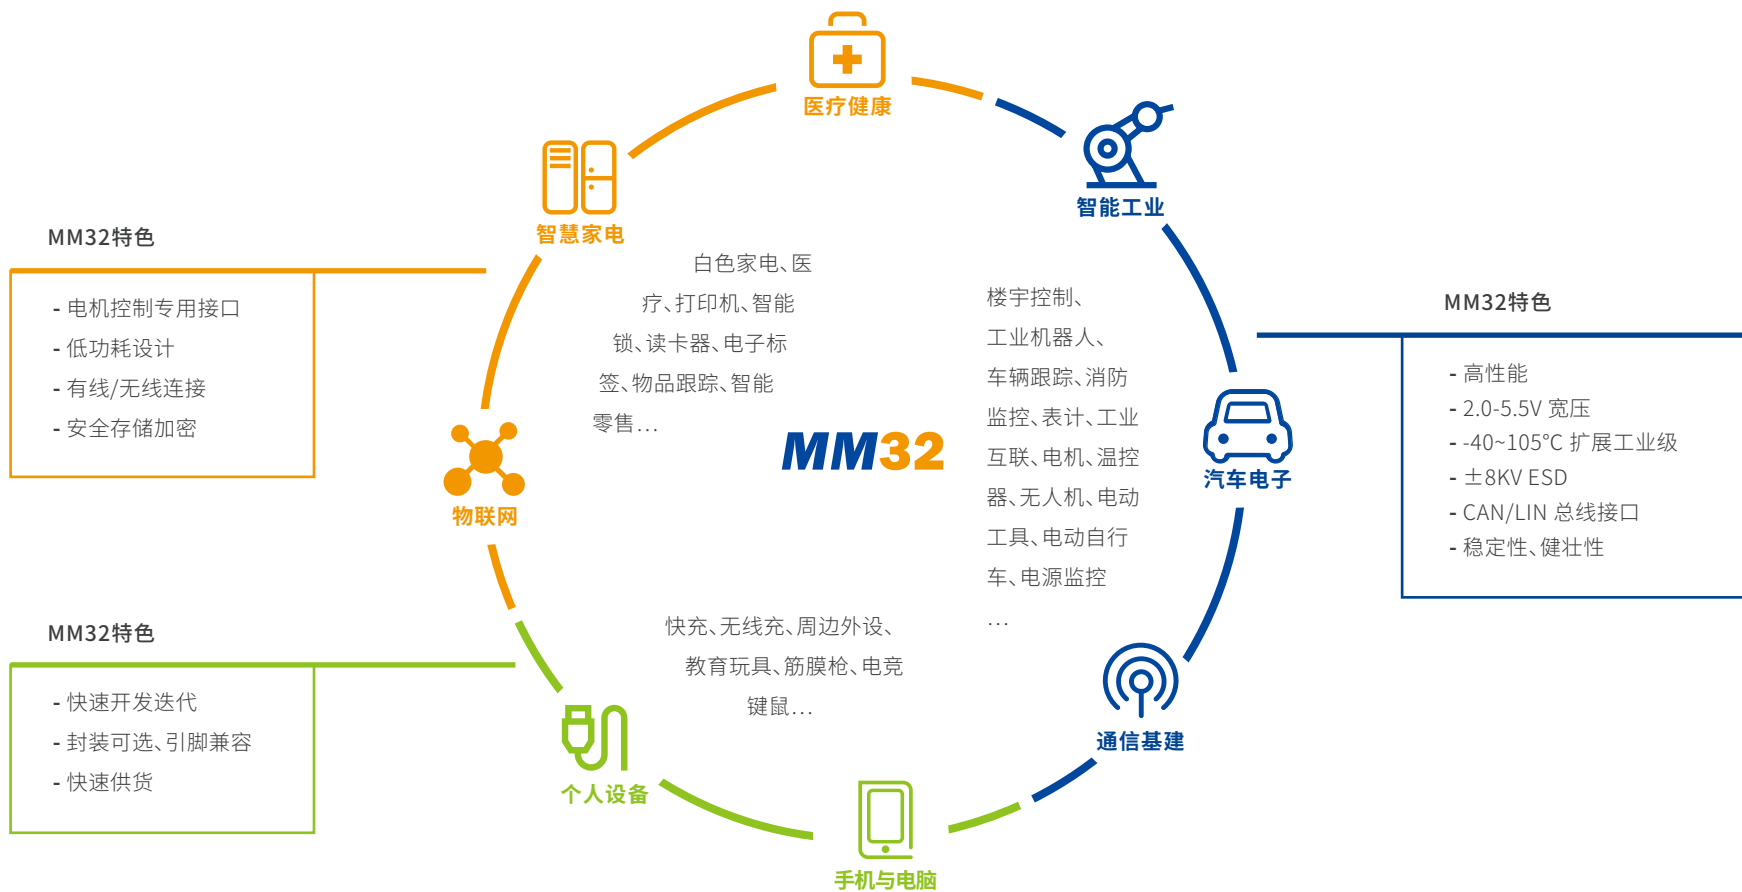 医疗健康
智能工业
智慧家电
MM32特色
- 电机控制专用接口
- 低功耗设计
- 有线/无线连接
- 安全存储加密
白色家电、医
疗、打印机、智能
锁、读卡器、电子标
签、物品跟踪、智能
零售…
楼宇控制、
工业机器人、
车辆跟踪、消防
监控、表计、工业
互联、电机、温控
器、无人机、电动
工具、电动自行
车、电源监控
…
MM32特色
- 高性能
- 2.0-5.5V 宽压
- -40~105℃ 扩展工业级
- ±8KV ESD
- CAN/LIN 总线接口
- 稳定性、健壮性
MM32
汽车电子
物联网
MM32特色
- 快速开发迭代
- 封装可选、引脚兼容
- 快速供货
快充、无线充、周边外设、
教育玩具、筋膜枪、电竞
键鼠…
通信基建
个人设备
手机与电脑